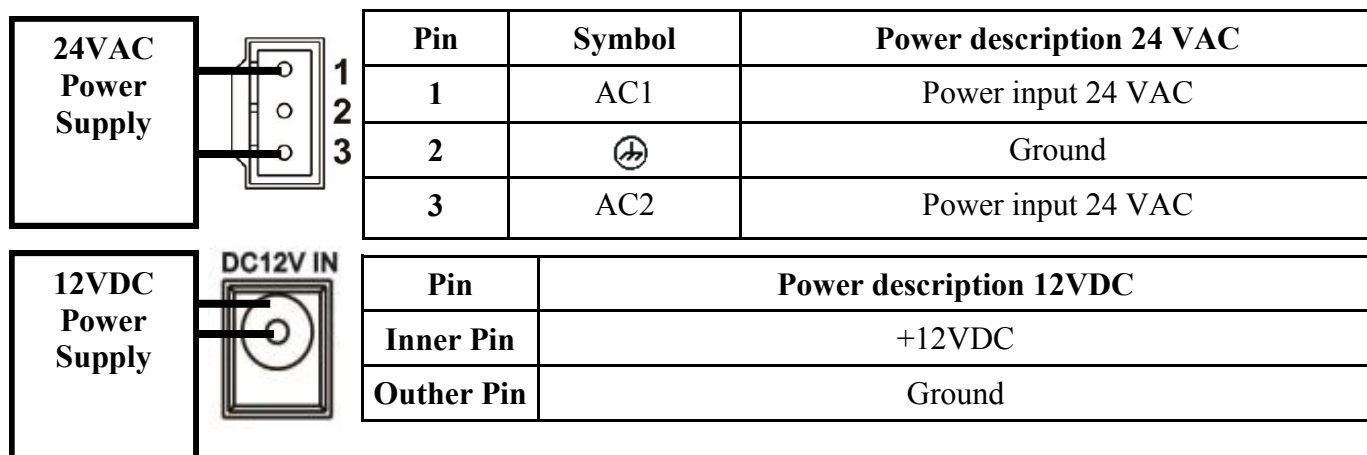 24VAC
Power
Supply
1
2
3
Pin Symbol Power description 24 VAC
1 AC1 Power input 24 VAC
2 Ground
3 AC2 Power input 24 VAC
12VDC
Power
Supply
DC12V IN
Pin Power description 12VDC
Inner Pin +12VDC
Outher Pin Ground